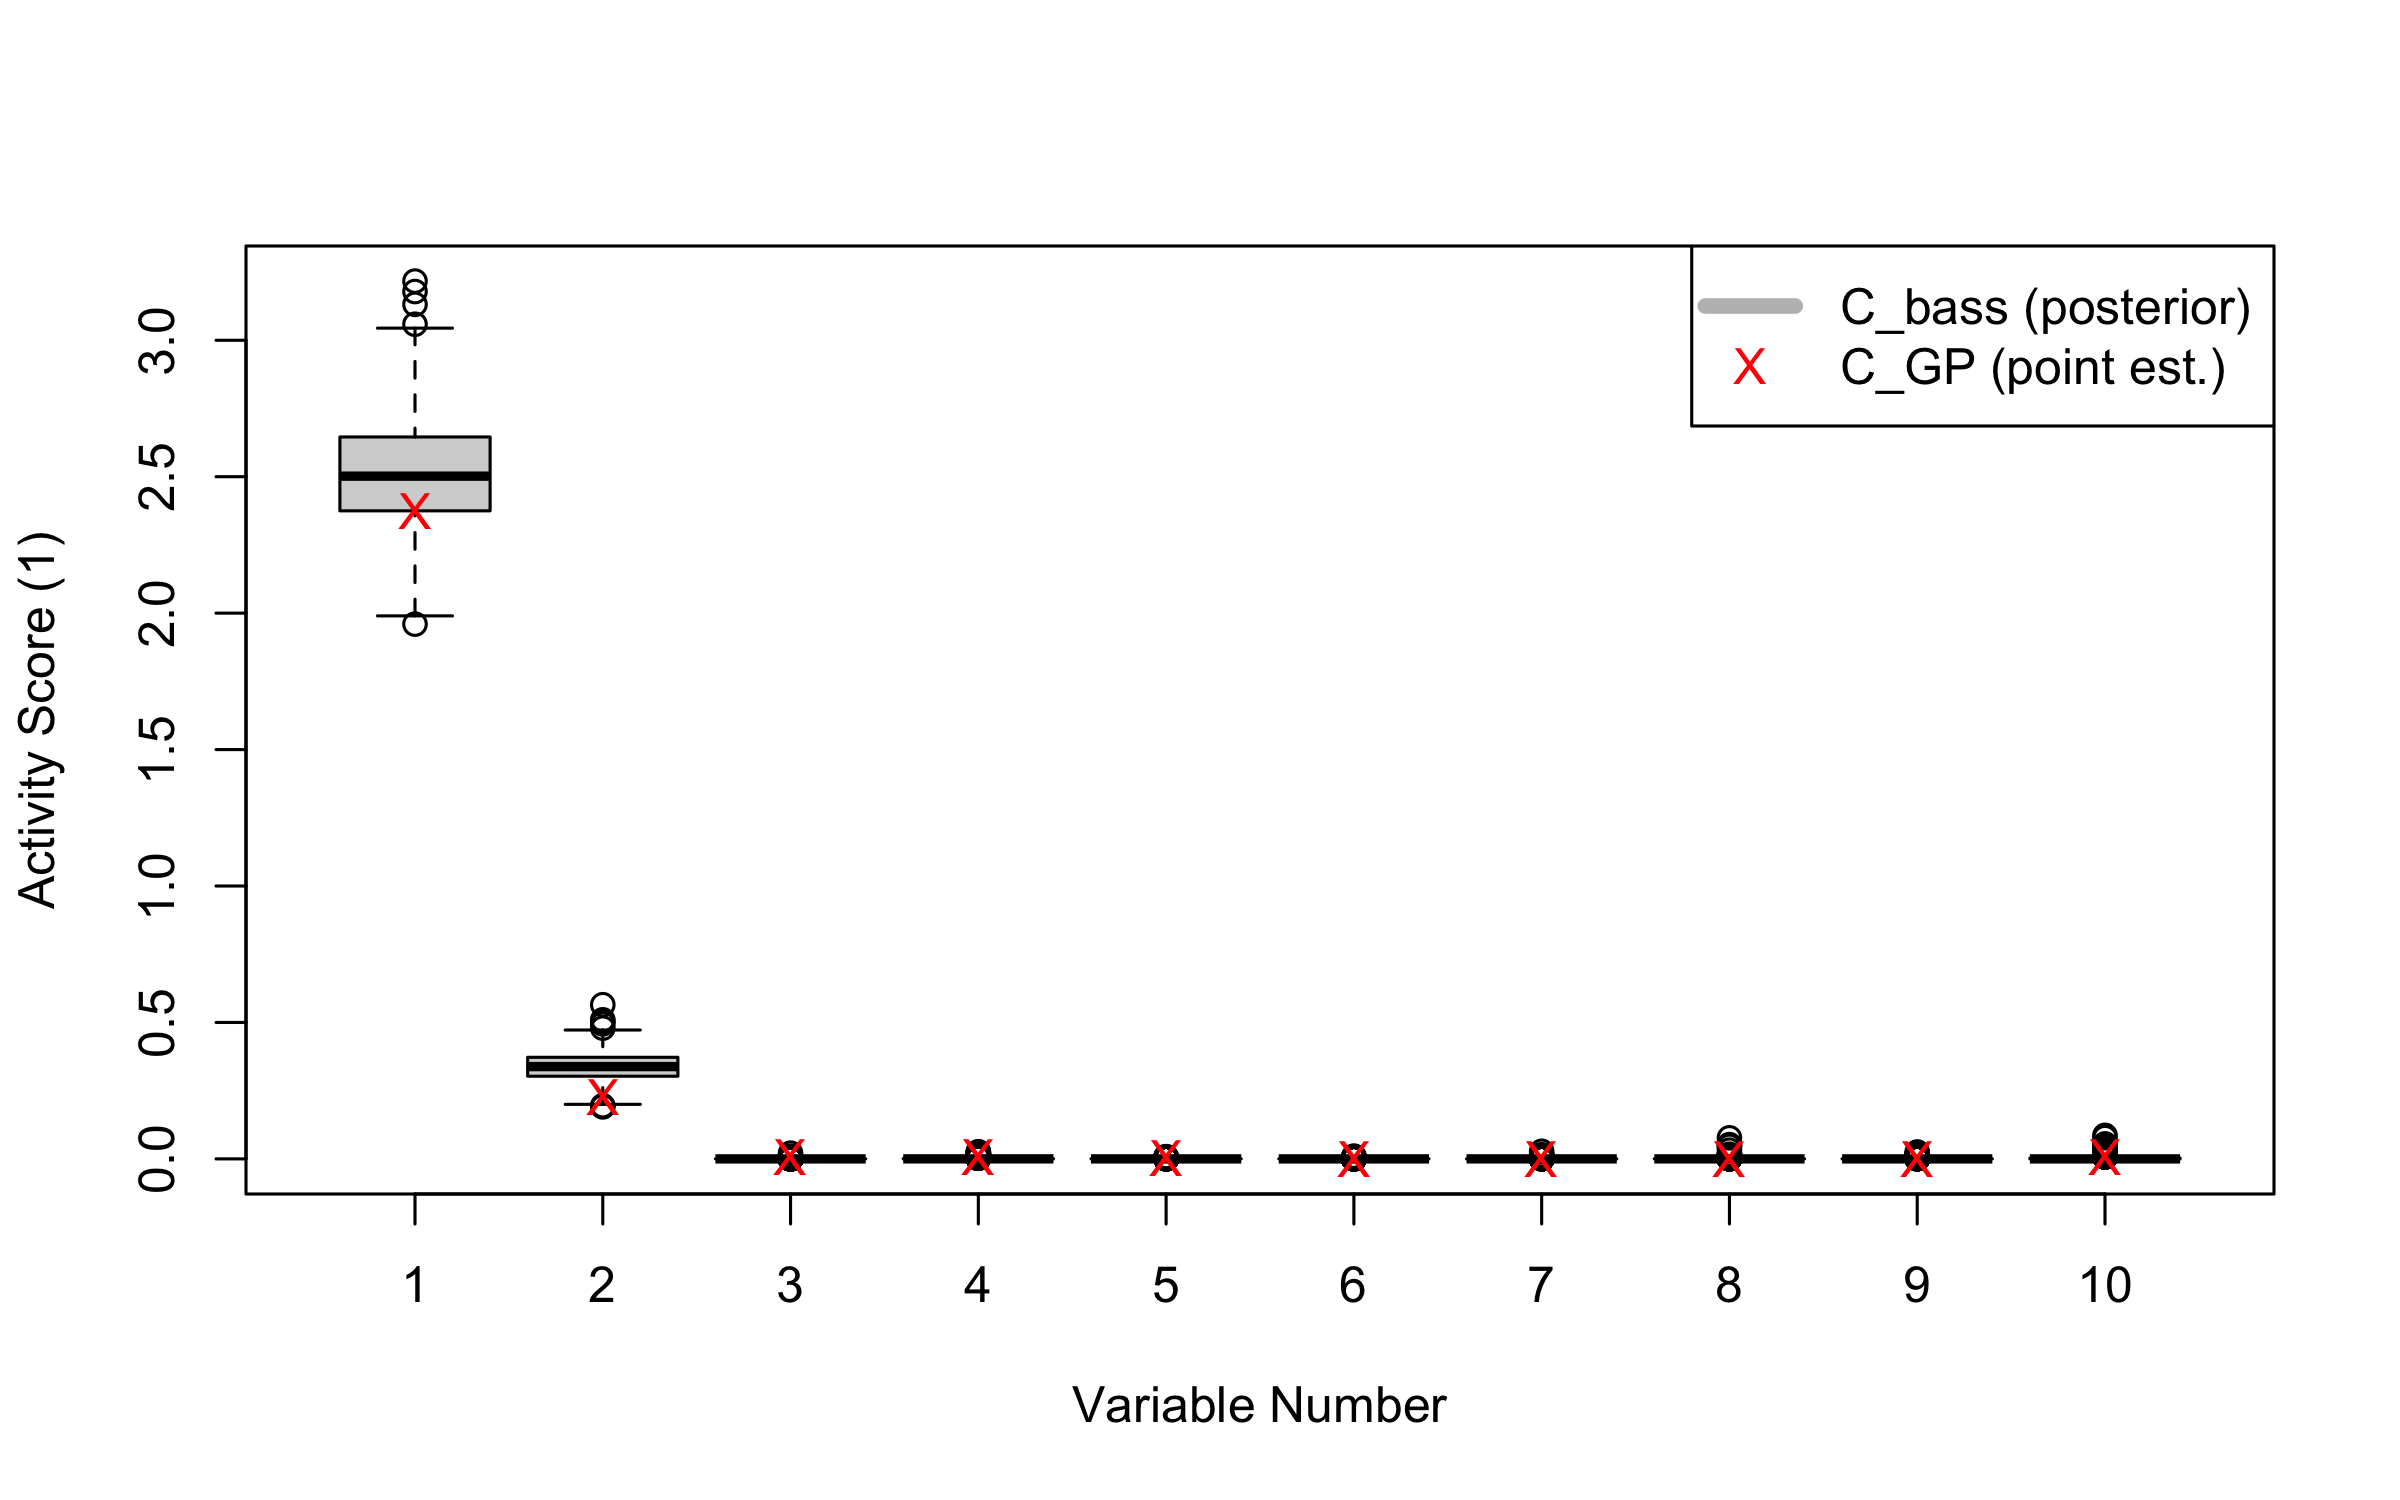 C_bass (posterior)
X C_GP (point est.)
Activity Score (1)
3.0
2.5
2.0
1.5
1.0
0.5
0.0
1 2 3 4 5 6 7 8 9 10
Variable Number